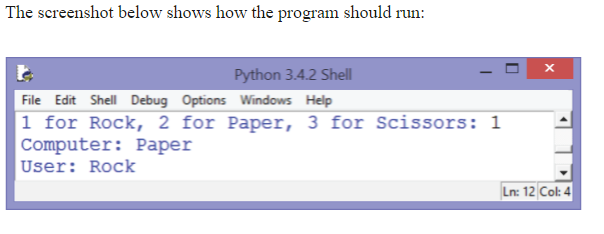 The screenshot below shows how the program should run:
Python 3.4.2 Shell
File Edit Shell Debug Options Windows Help
1 for Rock, 2 for Paper, 3 for Scissors: 1
Computer: Paper
User: Rock
Ln: 12 Col: 4